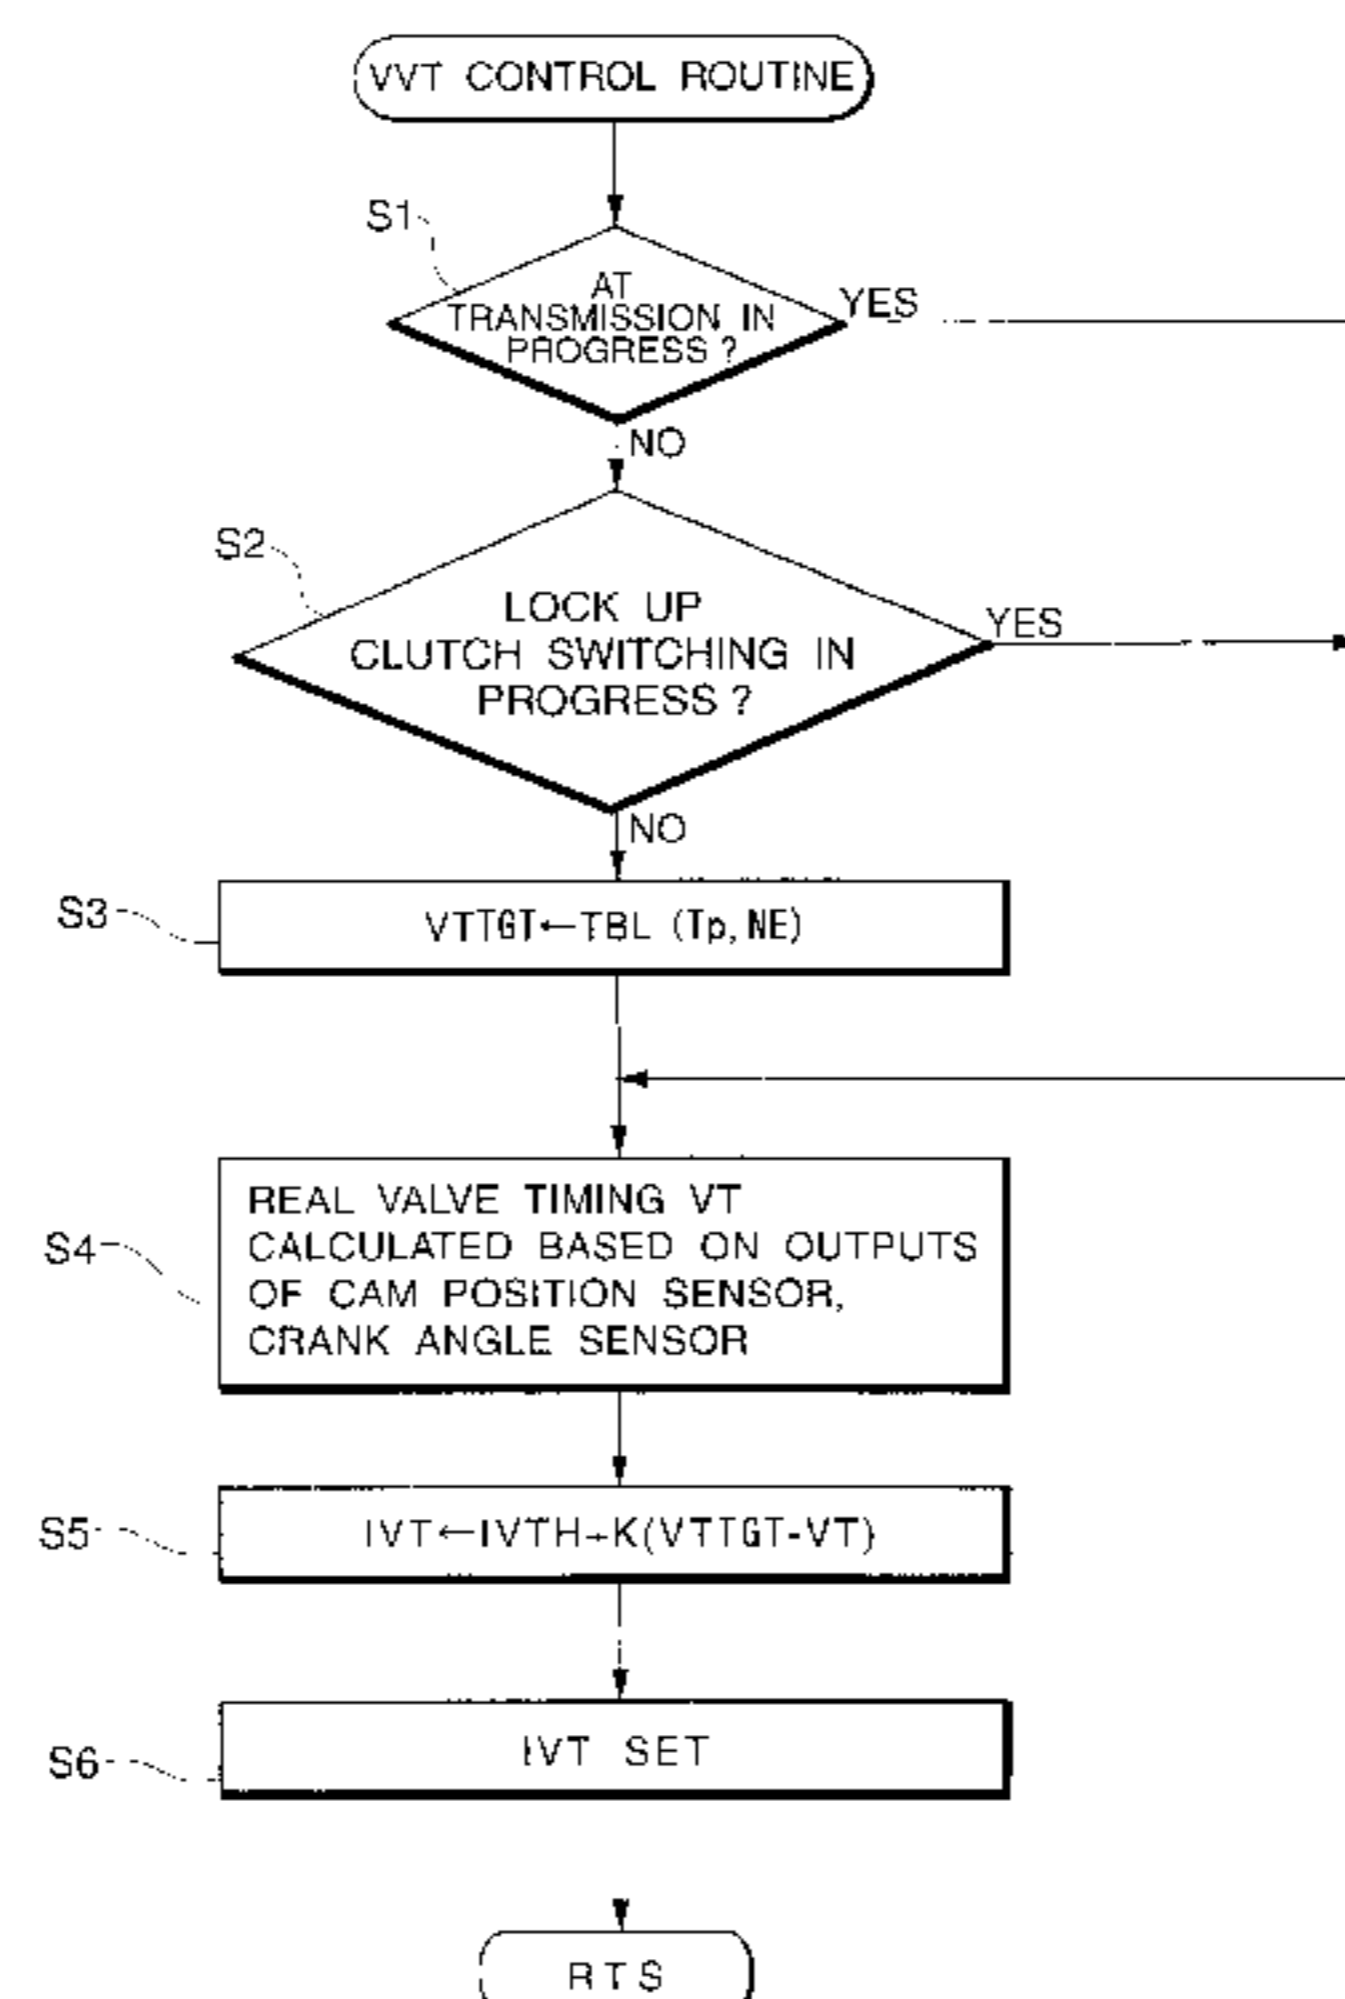 VVT CONTROL ROUTINE
S1
AT
TRANSMISSION IN
PROGRESS ?
YES
NO
S2
LOCK UP
CLUTCH SWITCHING IN
PROGRESS ?
YES
NO
S3
VTTGT←TBL (Tp, NE)
S4
REAL VALVE TIMING VT
CALCULATED BASED ON OUTPUTS
OF CAM POSITION SENSOR,
CRANK ANGLE SENSOR
S5
IVT←IVTH+K(VTTGT-VT)
S6
IVT SET
RTS